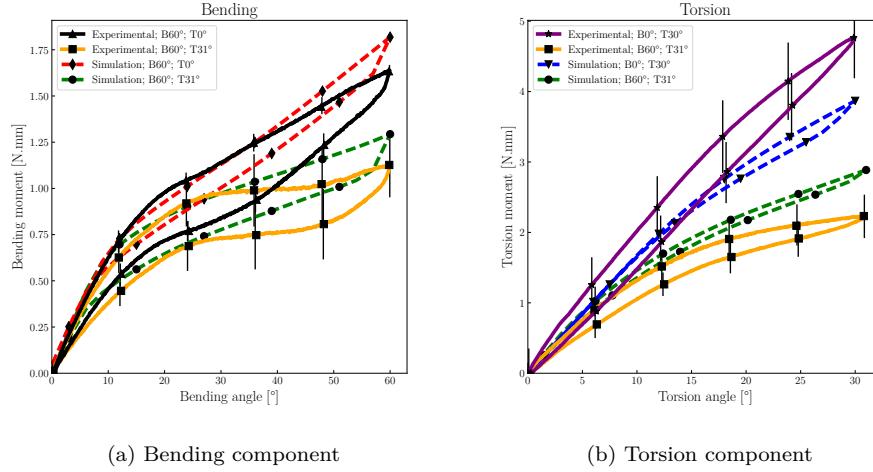 Bending
Experimental; B60°; T0°
Experimental; B60°; T31°
Simulation; B60°; T0°
Simulation; B60°; T31°
Bending moment [N.mm]
1.75
1.50
1.25
1.00
0.75
0.50
0.25
0.00
0 10 20 30 40 50 60
Bending angle [°]
(a) Bending component
Torsion
Experimental; B0°; T30°
Experimental; B60°; T31°
Simulation; B0°; T30°
Simulation; B60°; T31°
Torsion moment [N.mm]
5
4
3
2
1
0
0 5 10 15 20 25 30
Torsion angle [°]
(b) Torsion component